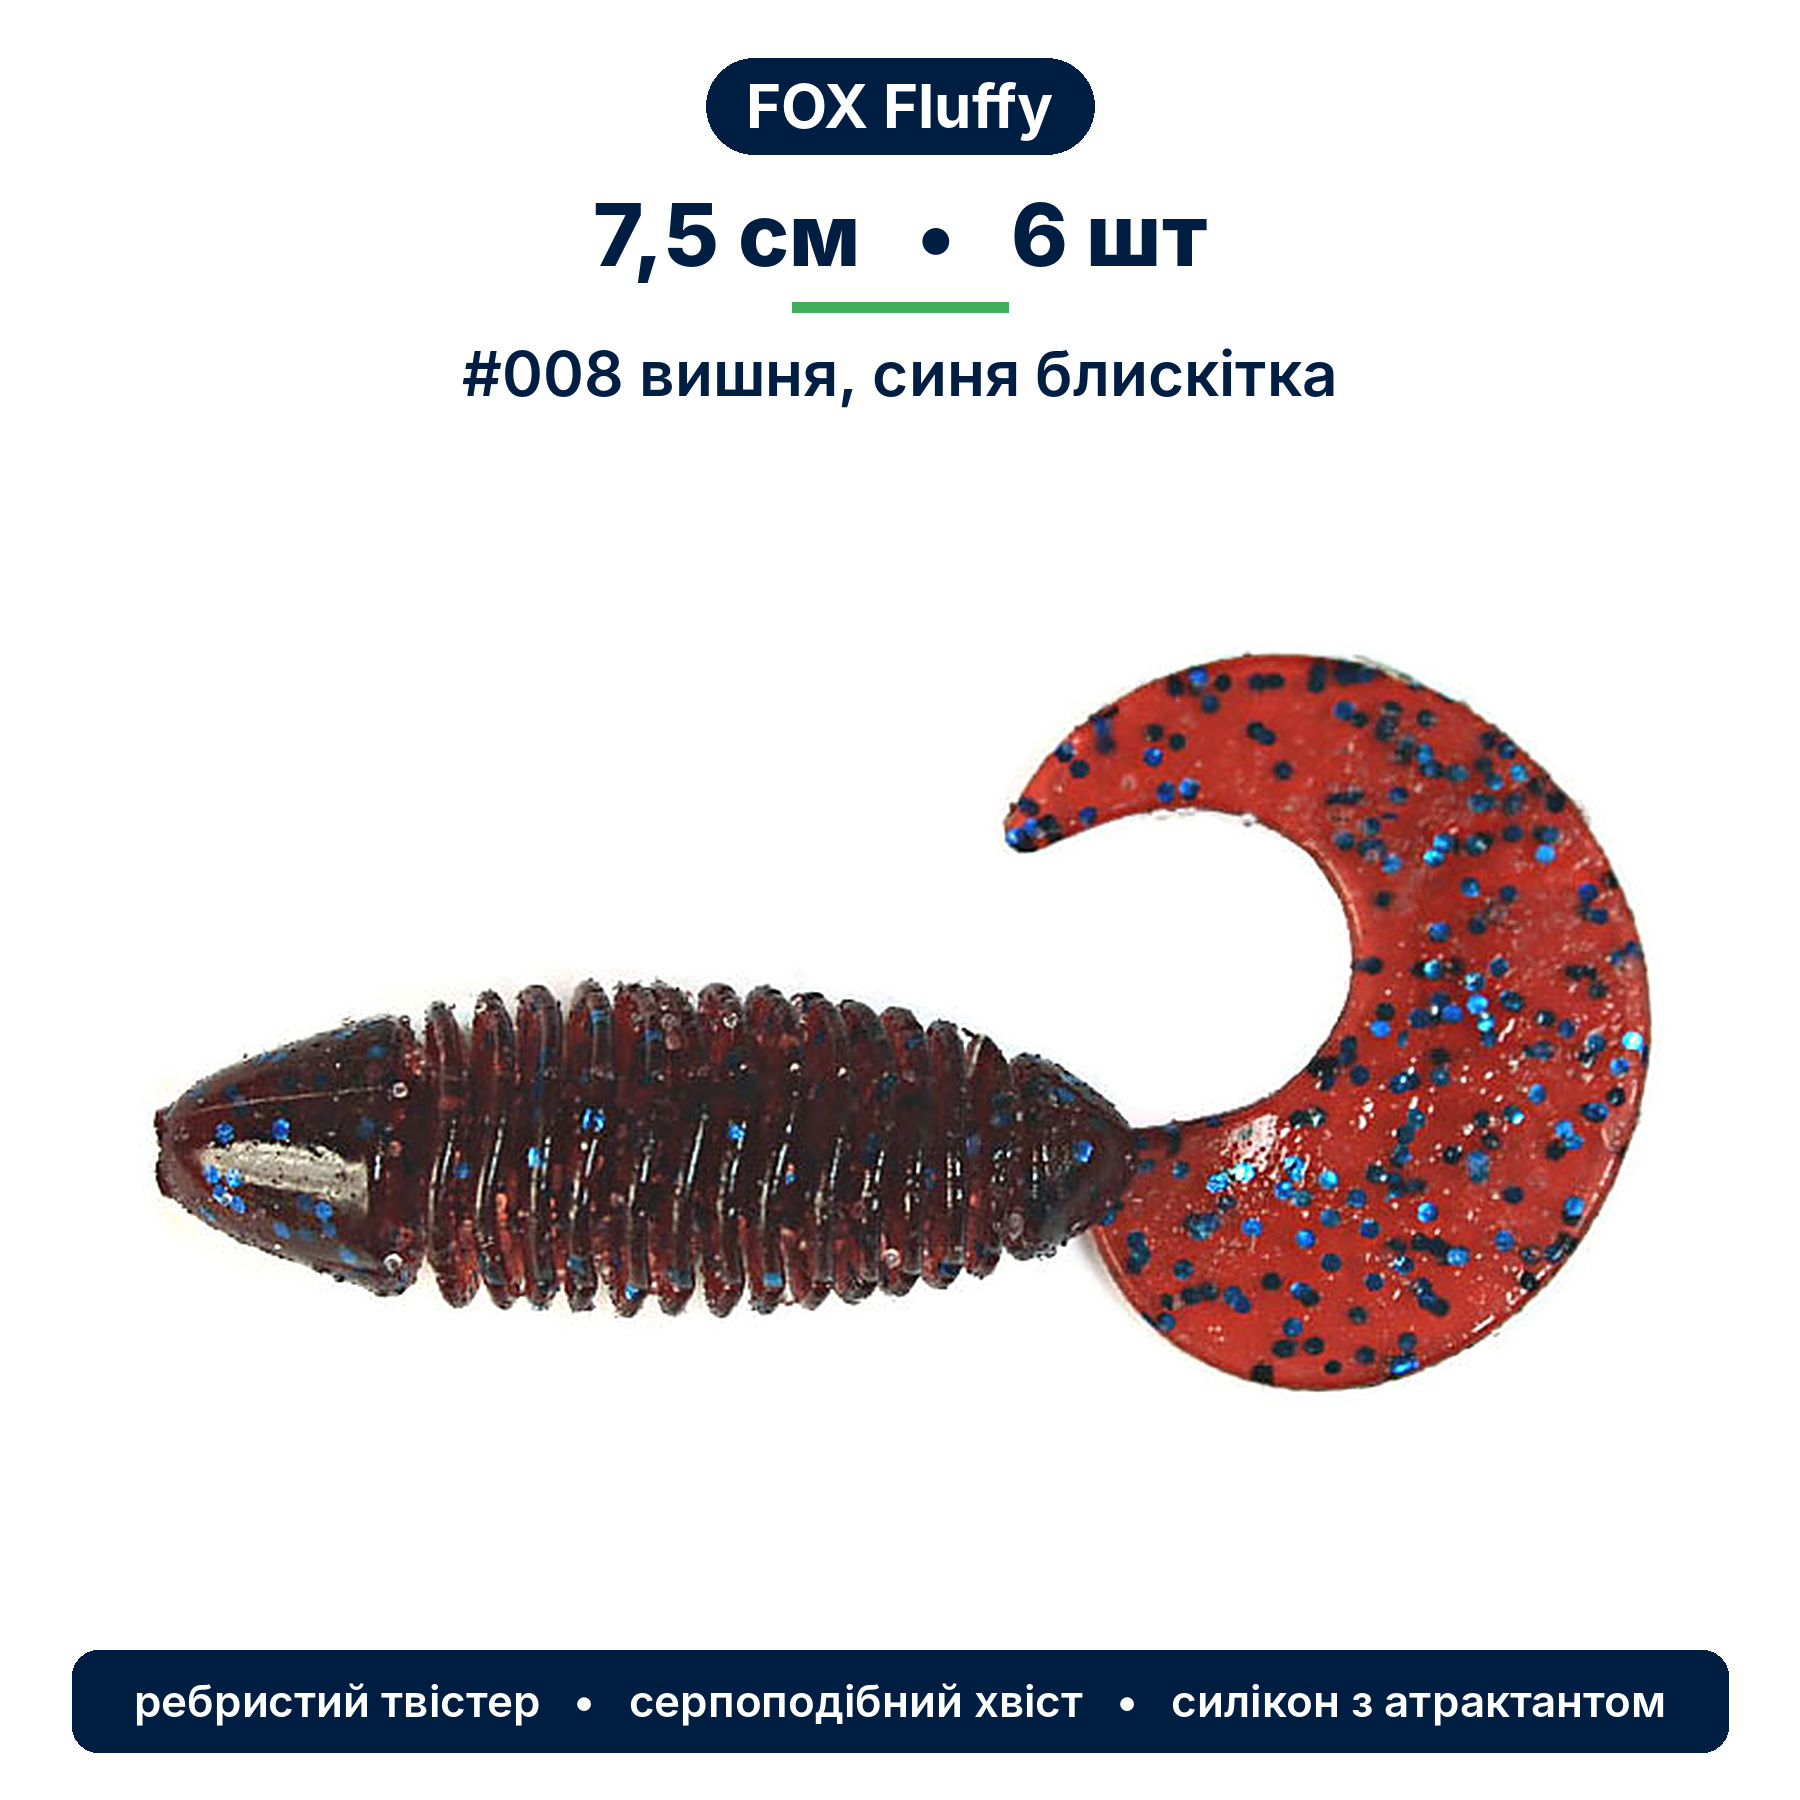 FOX Fluffy
7,5 см • 6 шт
#008 вишня, синя блискітка
ребристий твістер • серпоподібний хвіст • силікон з атрактантом